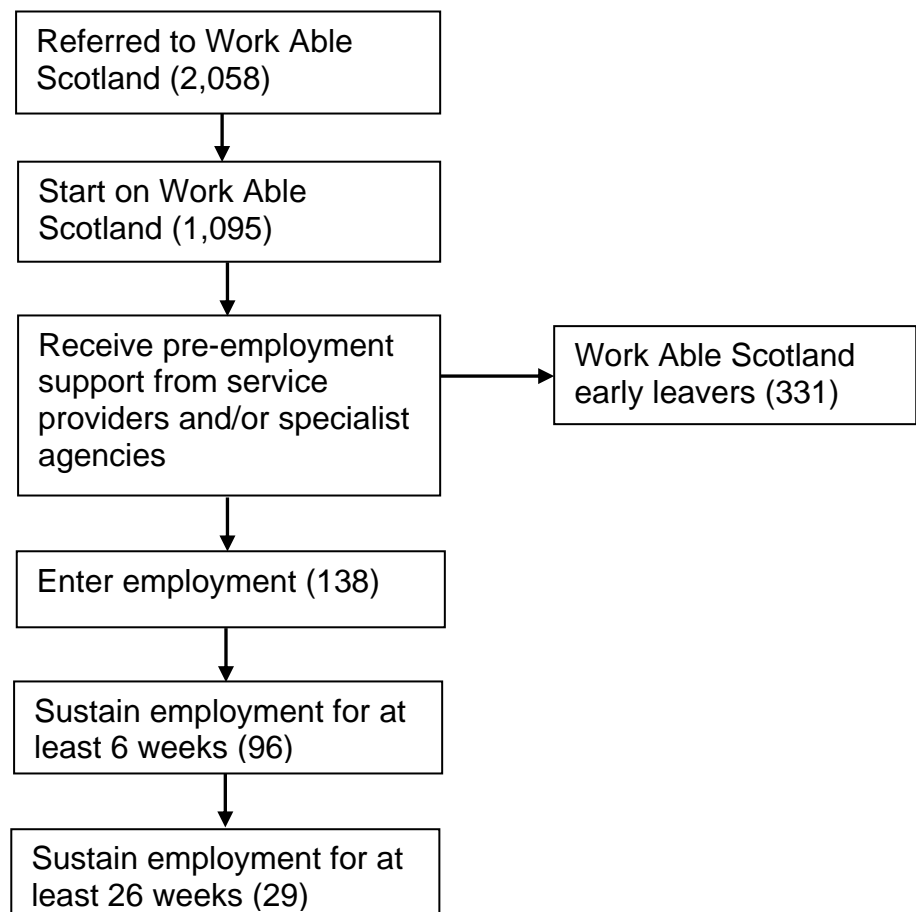 Referred to Work Able
Scotland (2,058)
Start on Work Able
Scotland (1,095)
Receive pre-employment
support from service
providers and/or specialist
agencies
Work Able Scotland
early leavers (331)
Enter employment (138)
Sustain employment for at
least 6 weeks (96)
Sustain employment for at
least 26 weeks (29)